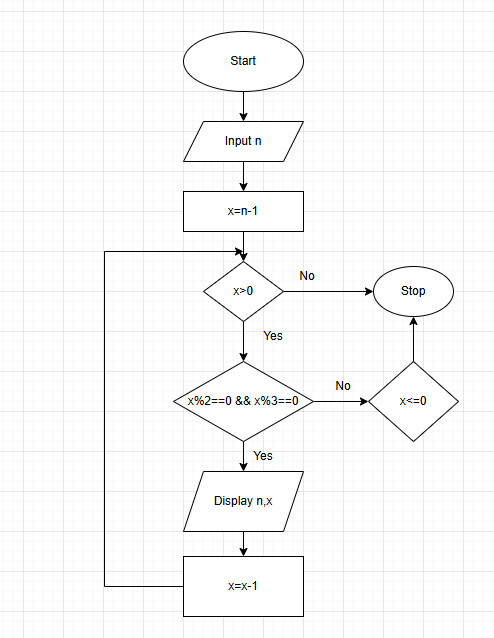 Start
Input n
x=n-1
x>0
No
Stop
Yes
x%2==0 && x%3==0
No
x<=0
Yes
Display n,x
x=x-1